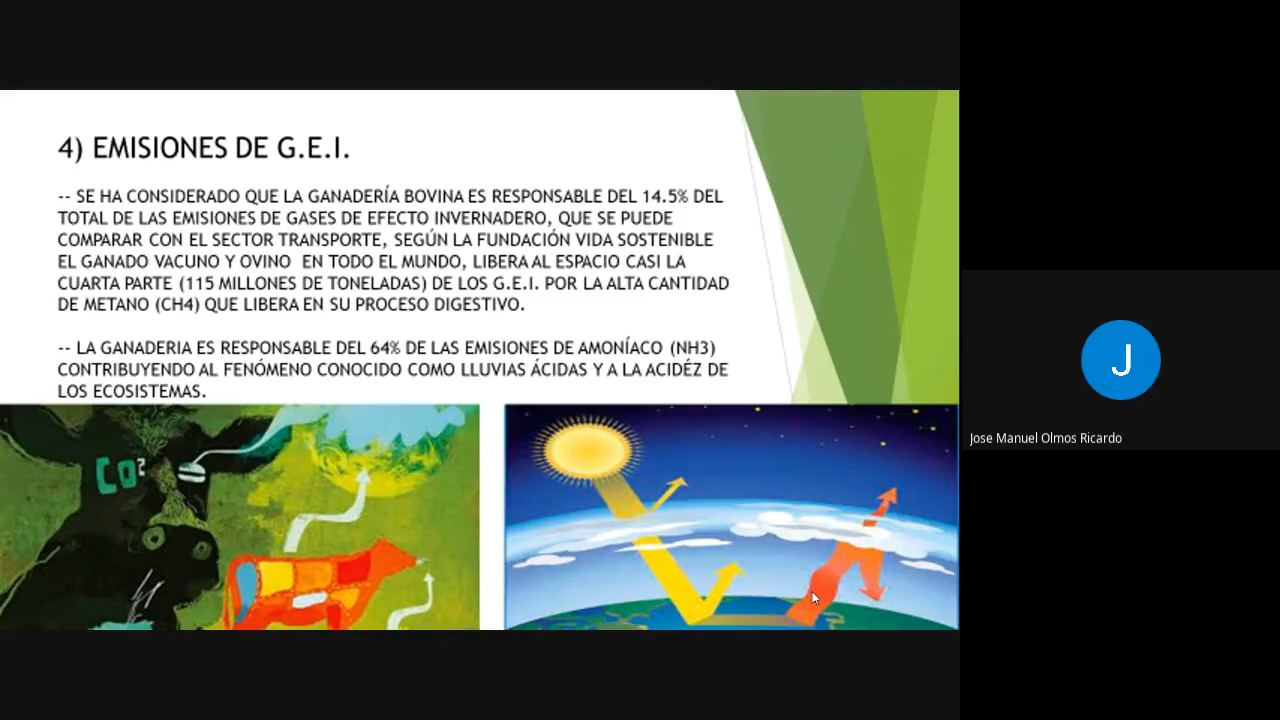 4) EMISIONES DE G.E.I.
-- SE HA CONSIDERADO QUE LA GANADERÍA BOVINA ES RESPONSABLE DEL 14.5% DEL
TOTAL DE LAS EMISIONES DE GASES DE EFECTO INVERNADERO, QUE SE PUEDE
COMPARAR CON EL SECTOR TRANSPORTE, SEGÚN LA FUNDACIÓN VIDA SOSTENIBLE
EL GANADO VACUNO Y OVINO EN TODO EL MUNDO, LIBERA AL ESPACIO CASI LA
CUARTA PARTE (115 MILLONES DE TONELADAS) DE LOS G.E.I. POR LA ALTA CANTIDAD
DE METANO (CH4) QUE LIBERA EN SU PROCESO DIGESTIVO.
-- LA GANADERIA ES RESPONSABLE DEL 64% DE LAS EMISIONES DE AMONÍACO (NH3)
CONTRIBUYENDO AL FENÓMENO CONOCIDO COMO LLUVIAS ÁCIDAS Y A LA ACIDÉZ DE
LOS ECOSISTEMAS.
CO²
J
Jose Manuel Olmos Ricardo